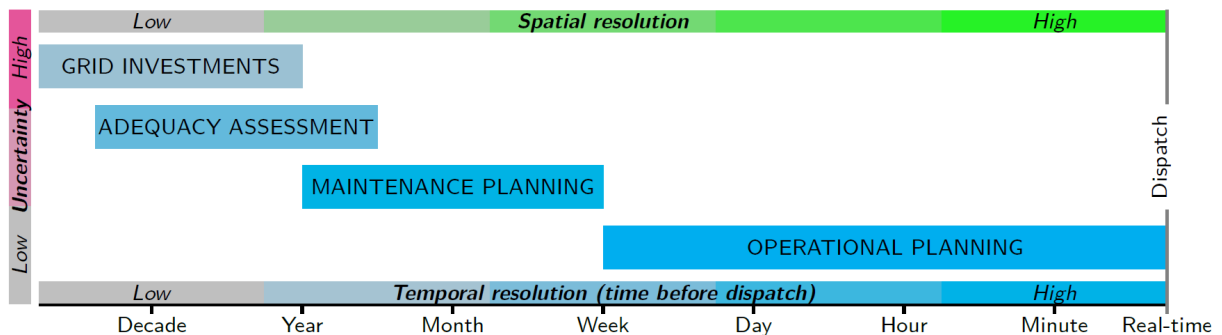 Low Spatial resolution High
High
GRID INVESTMENTS
Uncertainty
ADEQUACY ASSESSMENT
Dispatch
MAINTENANCE PLANNING
Low
OPERATIONAL PLANNING
Low Temporal resolution (time before dispatch) High
Decade Year Month Week Day Hour Minute Real-time